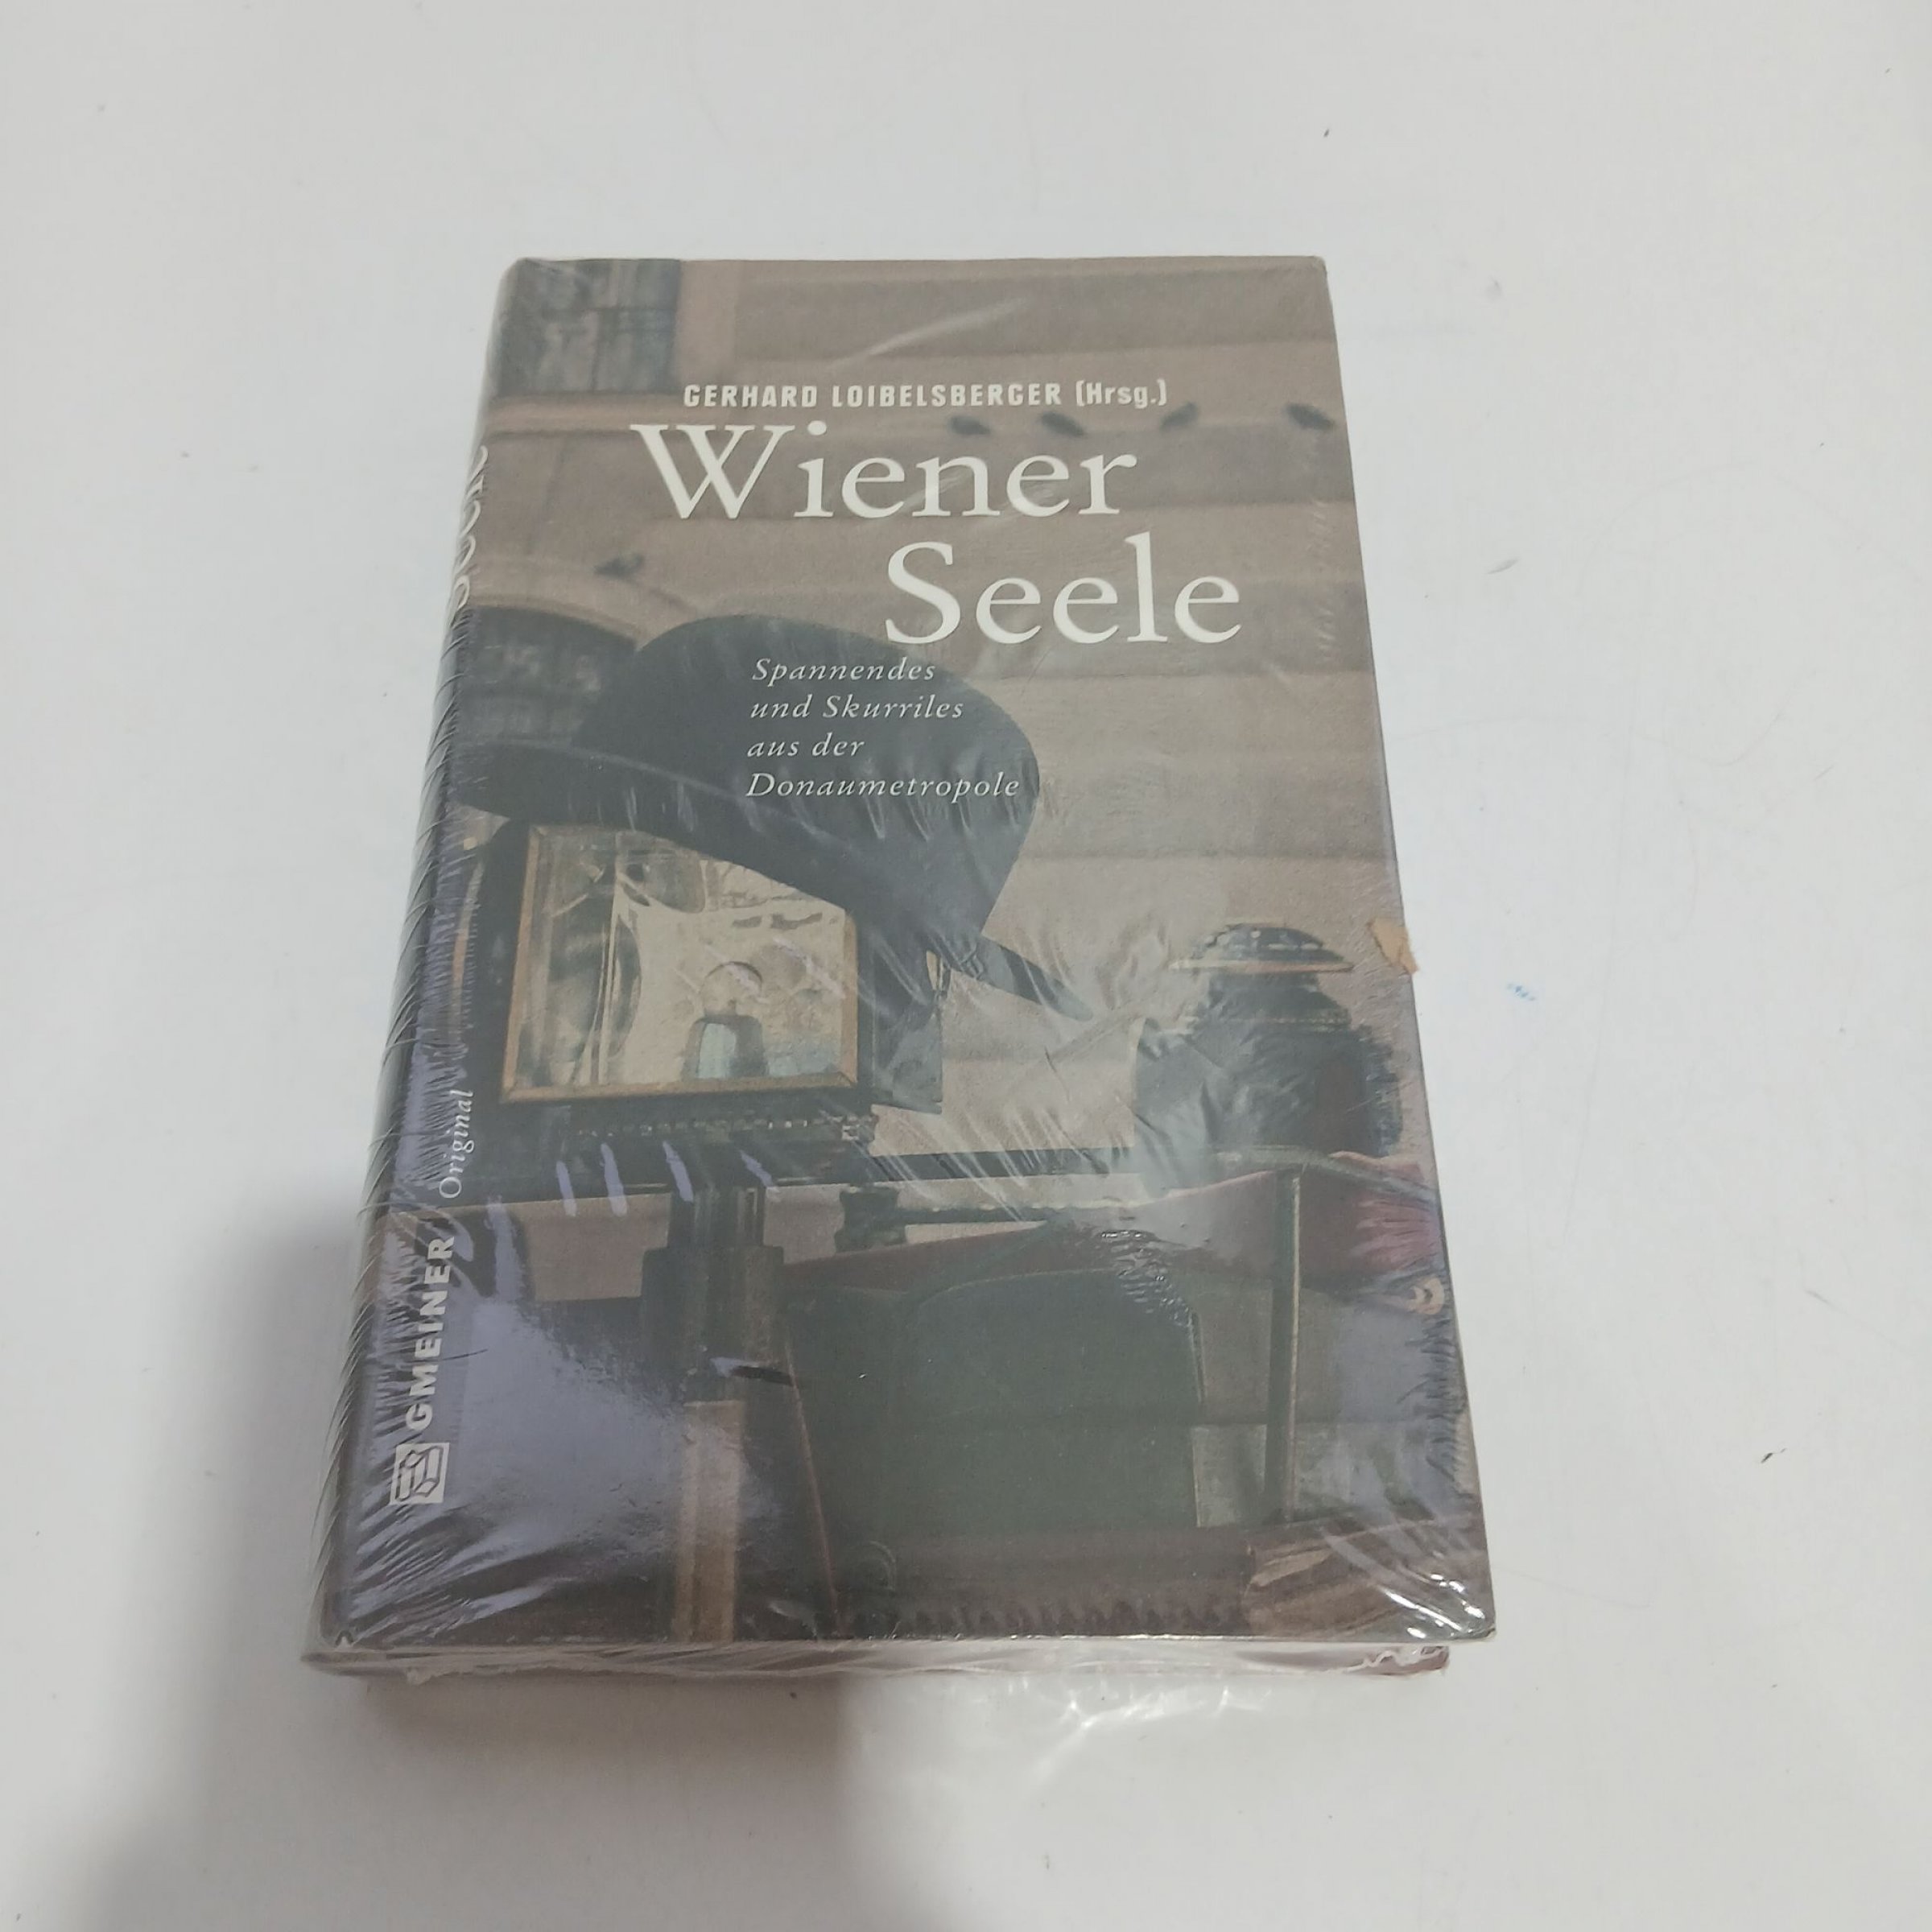 GERHARD LOIBELSBERGER (Hrsg.)
Wiener
Seele
Spannendes
und Skurriles
aus der
Donaumetropole
GMEINER Original